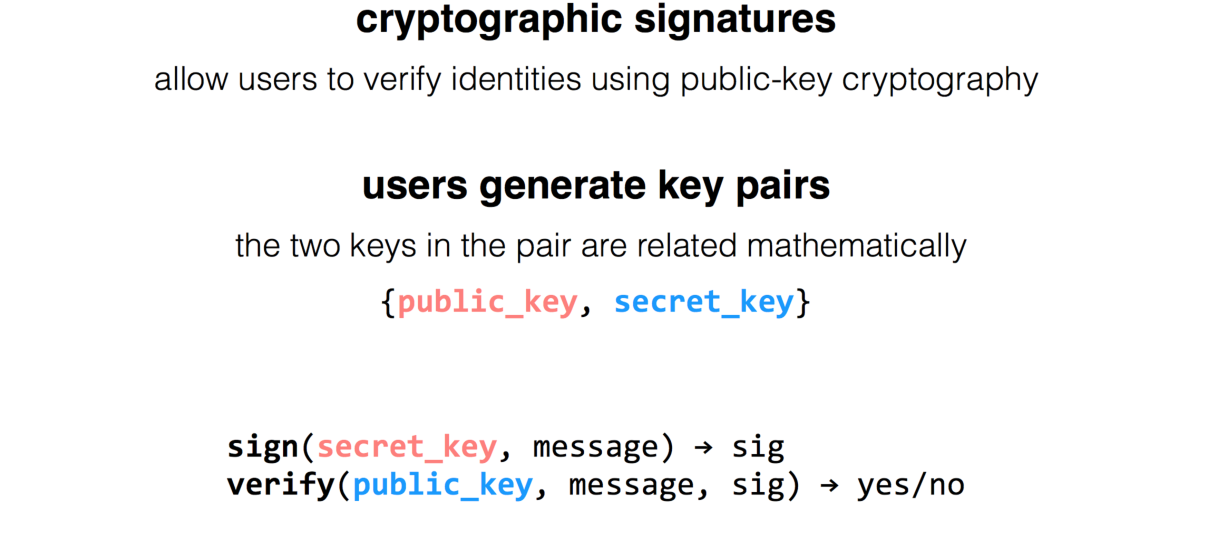 cryptographic signatures
allow users to verify identities using public-key cryptography
users generate key pairs
the two keys in the pair are related mathematically
{public_key, secret_key}
sign(secret_key, message) → sig
verify(public_key, message, sig) → yes/no